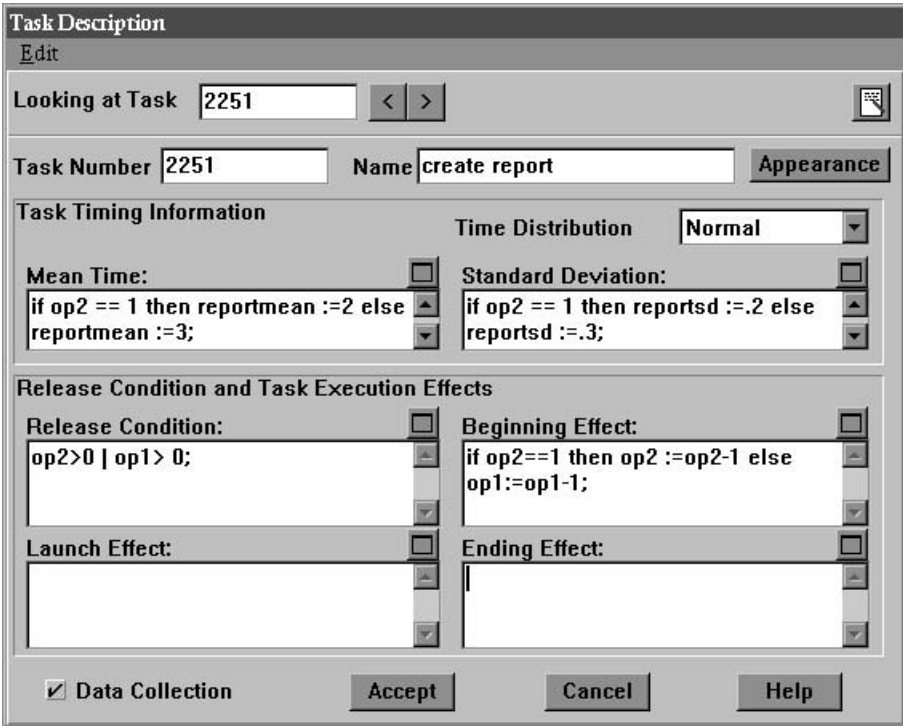 Task Description
Edit
Looking at Task 2251 < >
Task Number 2251 Name create report Appearance
Task Timing Information
Time Distribution Normal
Mean Time: Standard Deviation:
if op2 == 1 then reportmean :=2 else
reportmean :=3;
if op2 == 1 then reportsd :=.2 else
reportsd :=.3;
Release Condition and Task Execution Effects
Release Condition: Beginning Effect:
op2>0 | op1> 0;
if op2==1 then op2 :=op2-1 else
op1:=op1-1;
Launch Effect: Ending Effect:
Data Collection Accept Cancel Help